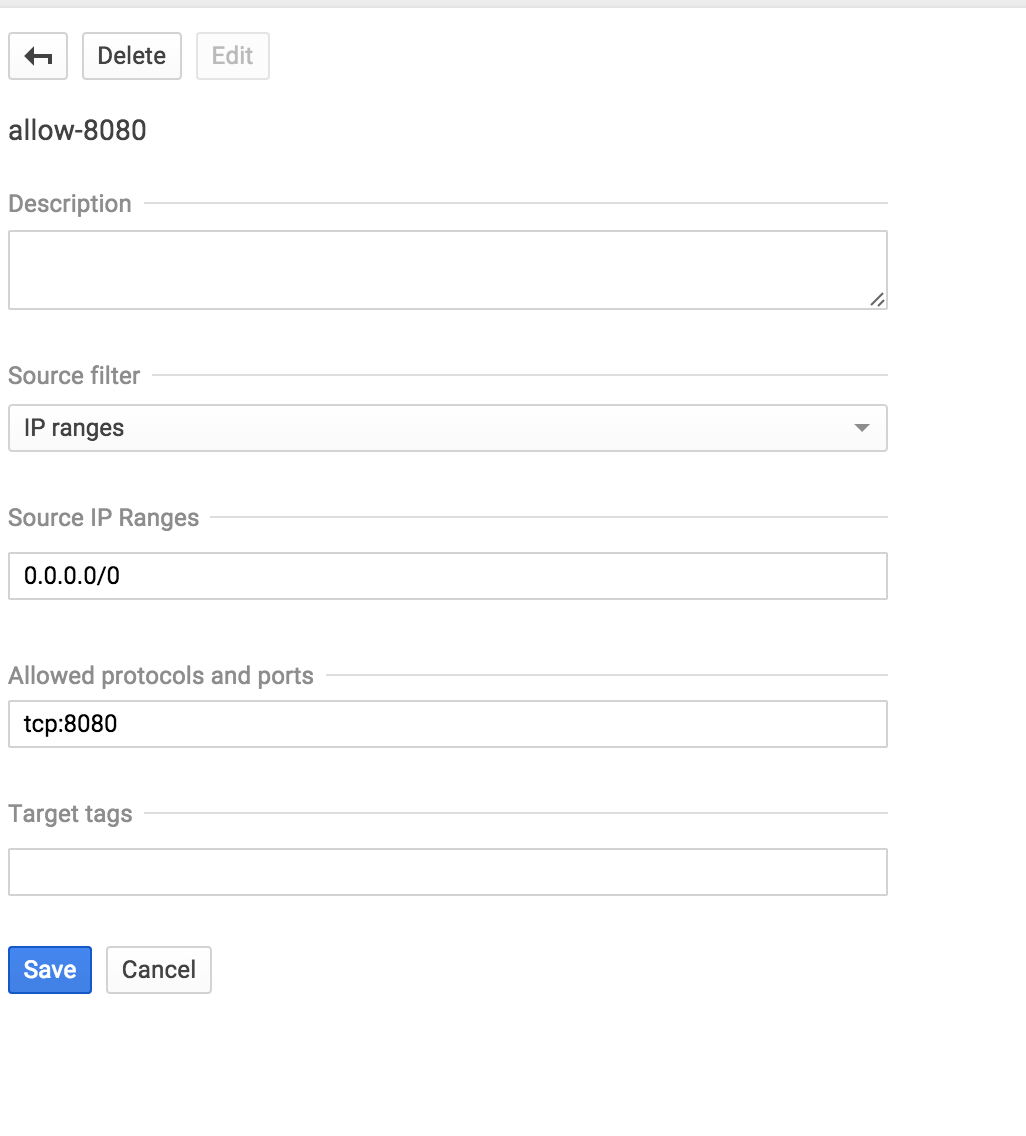 Delete Edit
allow-8080
Description
Source filter
IP ranges
Source IP Ranges
0.0.0.0/0
Allowed protocols and ports
tcp:8080
Target tags
Save Cancel